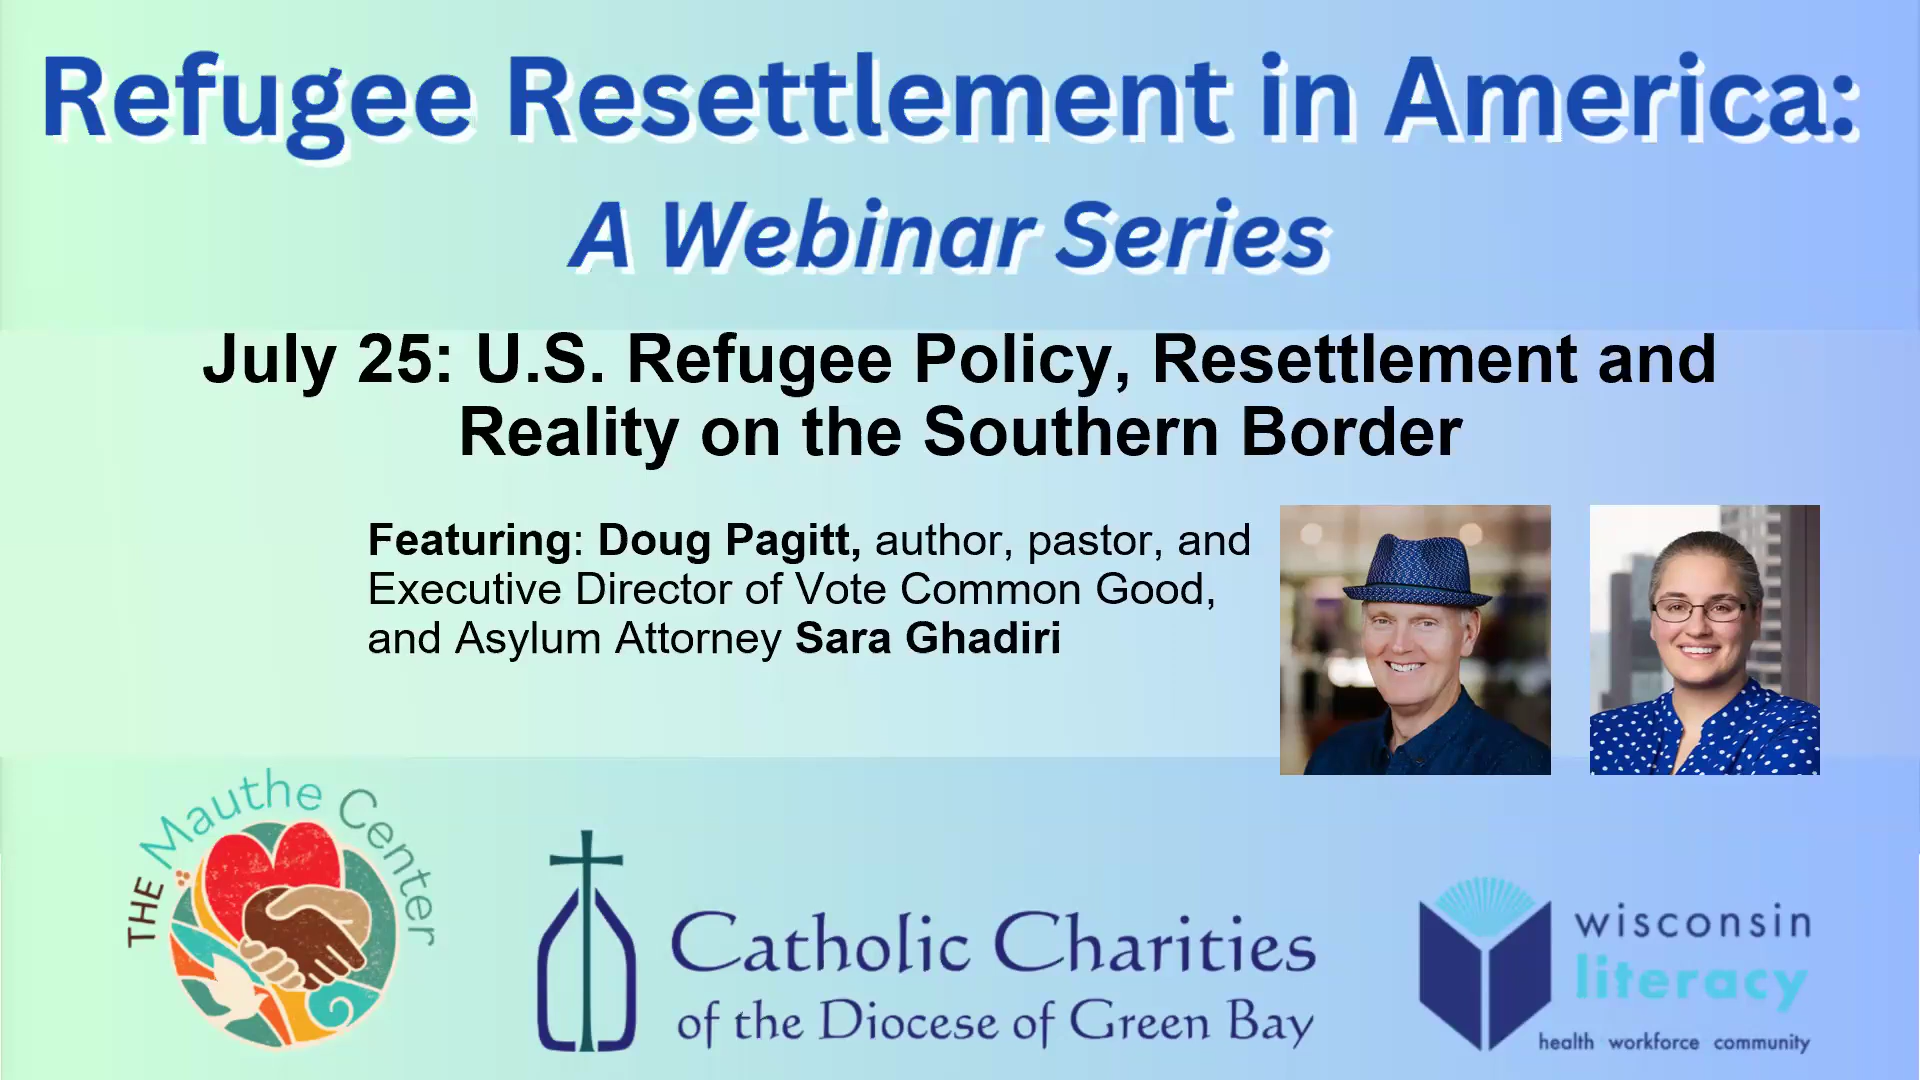 Refugee Resettlement in America:
A Webinar Series
July 25: U.S. Refugee Policy, Resettlement and
Reality on the Southern Border
Featuring: Doug Pagitt, author, pastor, and
Executive Director of Vote Common Good,
and Asylum Attorney Sara Ghadiri
THE Mauthe Center
Catholic Charities
of the Diocese of Green Bay
wisconsin
literacy
health workforce community